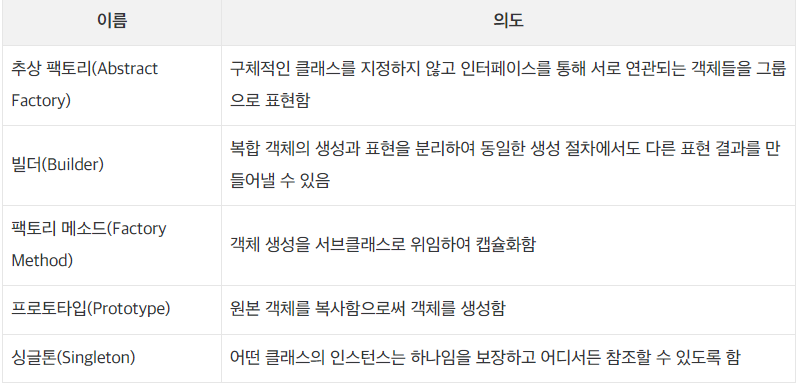 이름
의도
추상 팩토리(Abstract
Factory)
구체적인 클래스를 지정하지 않고 인터페이스를 통해 서로 연관되는 객체들을 그룹
으로 표현함
빌더(Builder)
복합 객체의 생성과 표현을 분리하여 동일한 생성 절차에서도 다른 표현 결과를 만
들어낼 수 있음
팩토리 메소드(Factory
Method)
객체 생성을 서브클래스로 위임하여 캡슐화함
프로토타입(Prototype)
원본 객체를 복사함으로써 객체를 생성함
싱글톤(Singleton)
어떤 클래스의 인스턴스는 하나임을 보장하고 어디서든 참조할 수 있도록 함